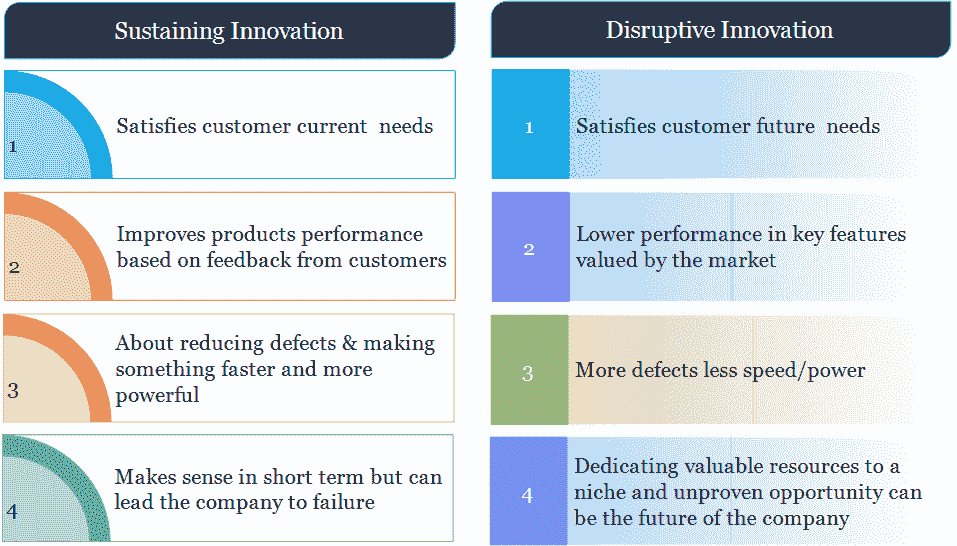 Sustaining Innovation
1
Satisfies customer current needs
2
Improves products performance
based on feedback from customers
3
About reducing defects & making
something faster and more
powerful
4
Makes sense in short term but can
lead the company to failure
Disruptive Innovation
1
Satisfies customer future needs
2
Lower performance in key features
valued by the market
3
More defects less speed/power
4
Dedicating valuable resources to a
niche and unproven opportunity can
be the future of the company